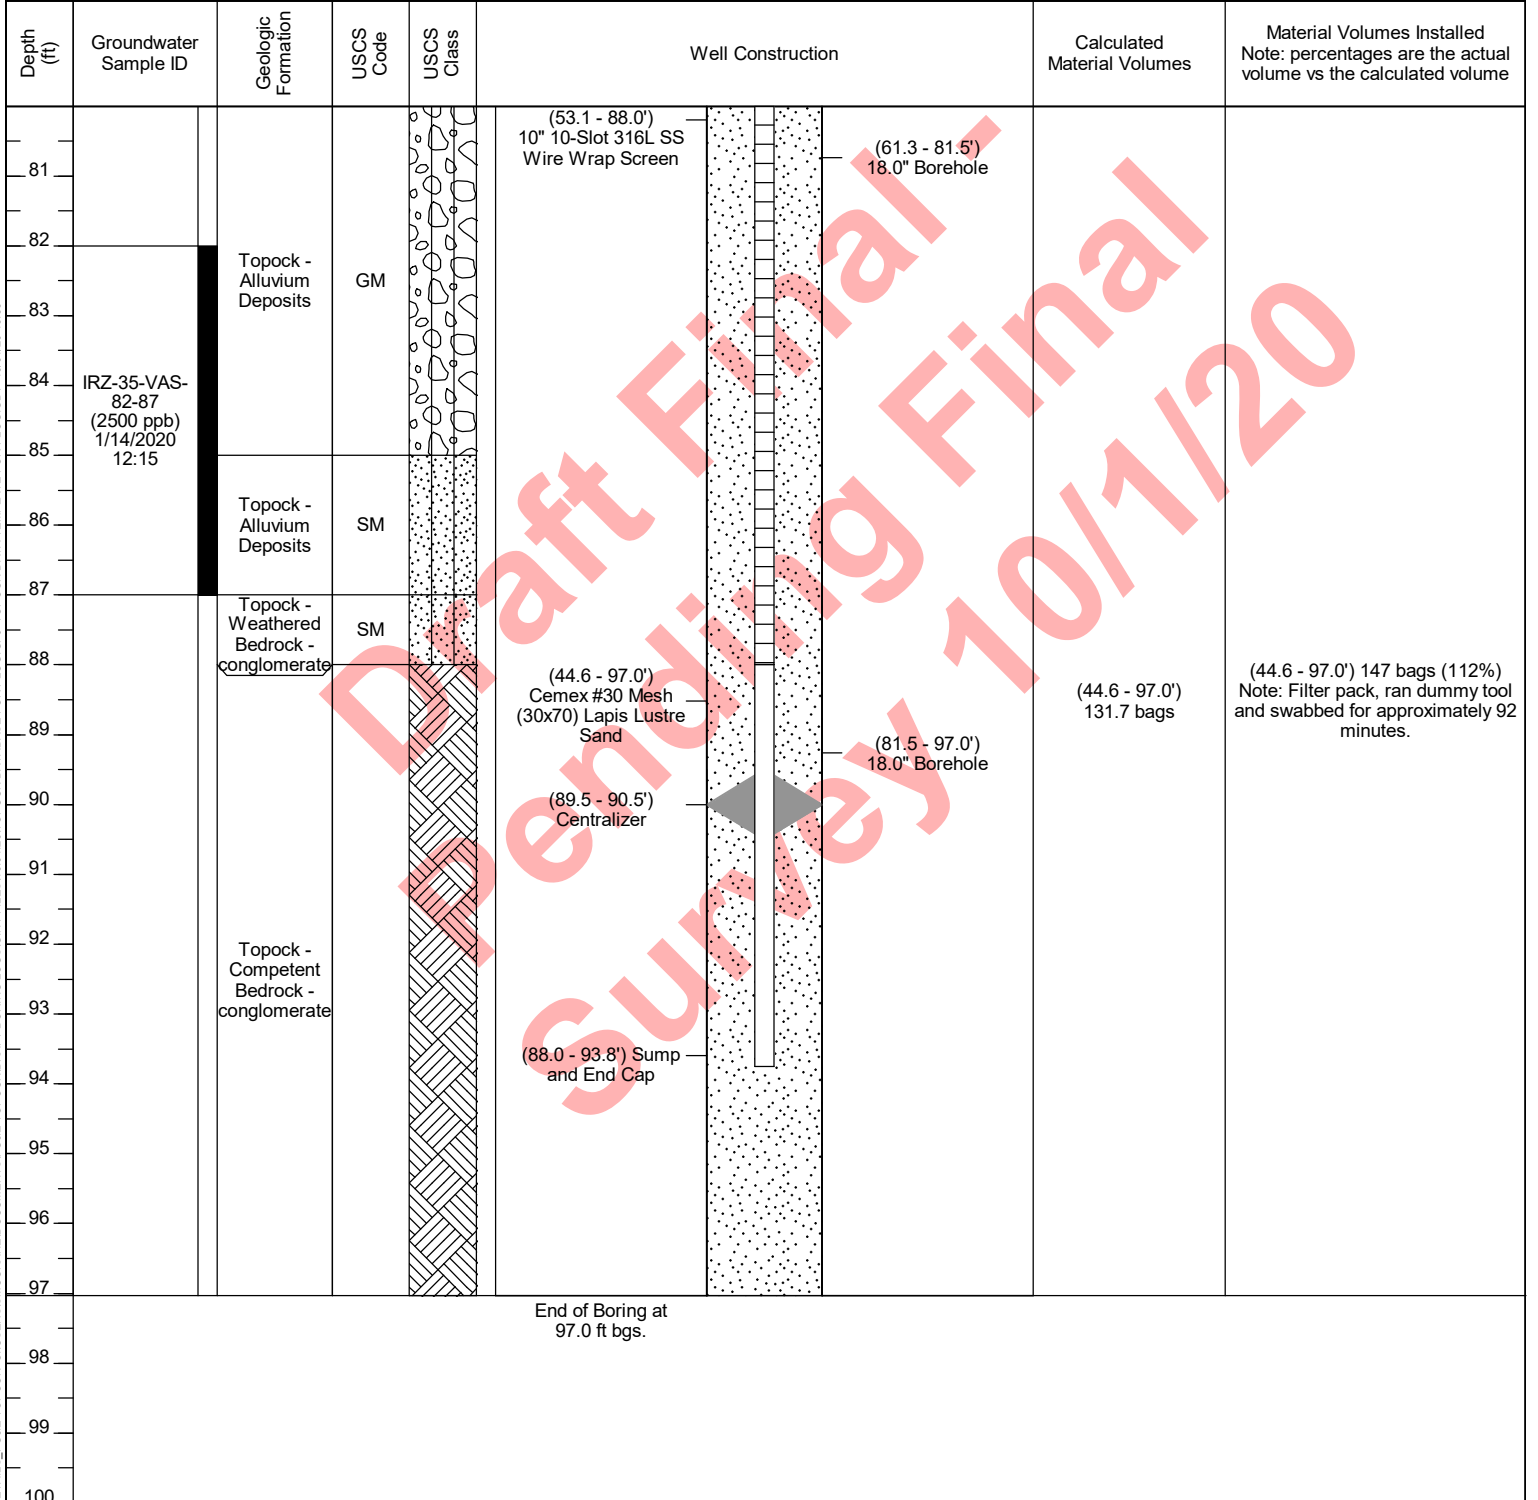 Depth
(ft)
Groundwater
Sample ID
Geologic
Formation
USCS
Code
USCS
Class
Well Construction
Calculated
Material Volumes
Material Volumes Installed
Note: percentages are the actual
volume vs the calculated volume
81
82
83
84
85
86
87
88
89
90
91
92
93
94
95
96
97
98
99
100
IRZ-35-VAS-
82-87
(2500 ppb)
1/14/2020
12:15
Topock -
Alluvium
Deposits
GM
Topock -
Alluvium
Deposits
SM
Topock -
Weathered
Bedrock -
conglomerate
SM
Topock -
Competent
Bedrock -
conglomerate
(53.1 - 88.0')
10" 10-Slot 316L SS
Wire Wrap Screen
(61.3 - 81.5')
18.0" Borehole
(44.6 - 97.0')
Cemex #30 Mesh
(30x70) Lapis Lustre
Sand
(81.5 - 97.0')
18.0" Borehole
(89.5 - 90.5')
Centralizer
(88.0 - 93.8') Sump
and End Cap
End of Boring at
97.0 ft bgs.
(44.6 - 97.0')
131.7 bags
(44.6 - 97.0') 147 bags (112%)
Note: Filter pack, ran dummy tool
and swabbed for approximately 92
minutes.
Draft Final -
Pending Final
Survey 10/1/20